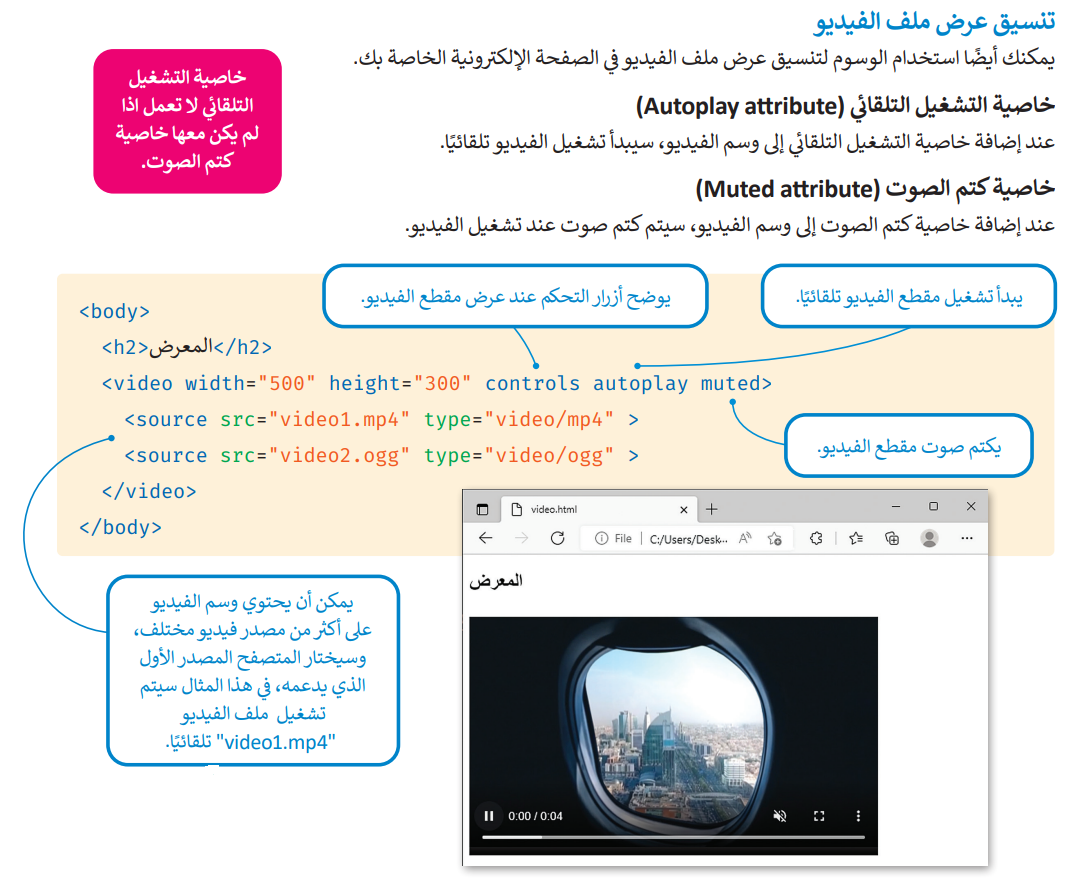 تنسيق عرض ملف الفيديو
يمكنك أيضًا استخدام الوسوم لتنسيق عرض ملف الفيديو في الصفحة الإلكترونية الخاصة بك.
خاصية التشغيل التلقائي (Autoplay attribute)
عند إضافة خاصية التشغيل التلقائي إلى وسم الفيديو، سيبدأ تشغيل الفيديو تلقائيًا.
خاصية كتم الصوت (Muted attribute)
عند إضافة خاصية كتم الصوت إلى وسم الفيديو، سيتم كتم صوت عند تشغيل الفيديو.
خاصية التشغيل
التلقائي لا تعمل اذا
لم يكن معها خاصية
كتم الصوت.
يبدأ تشغيل مقطع الفيديو تلقائيًا.
يوضح أزرار التحكم عند عرض مقطع الفيديو.
<body>
<h2>المعرض</h2>
<video width="500" height="300" controls autoplay muted>
<source src="video1.mp4" type="video/mp4" >
<source src="video2.ogg" type="video/ogg" >
</video>
</body>
يكتم صوت مقطع الفيديو.
يمكن أن يحتوي وسم الفيديو
على أكثر من مصدر فيديو مختلف،
وسيختار المتصفح المصدر الأول
الذي يدعمه، في هذا المثال سيتم
تشغيل ملف الفيديو
"video1.mp4" تلقائيًا.
video.html
File | C:/Users/Desk...
المعرض
0:00 / 0:04